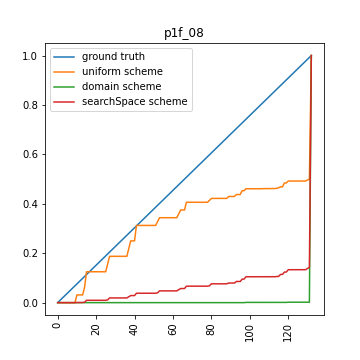 p1f_08
ground truth
uniform scheme
domain scheme
searchSpace scheme
1.0
0.8
0.6
0.4
0.2
0.0
0 20 40 60 80 100 120